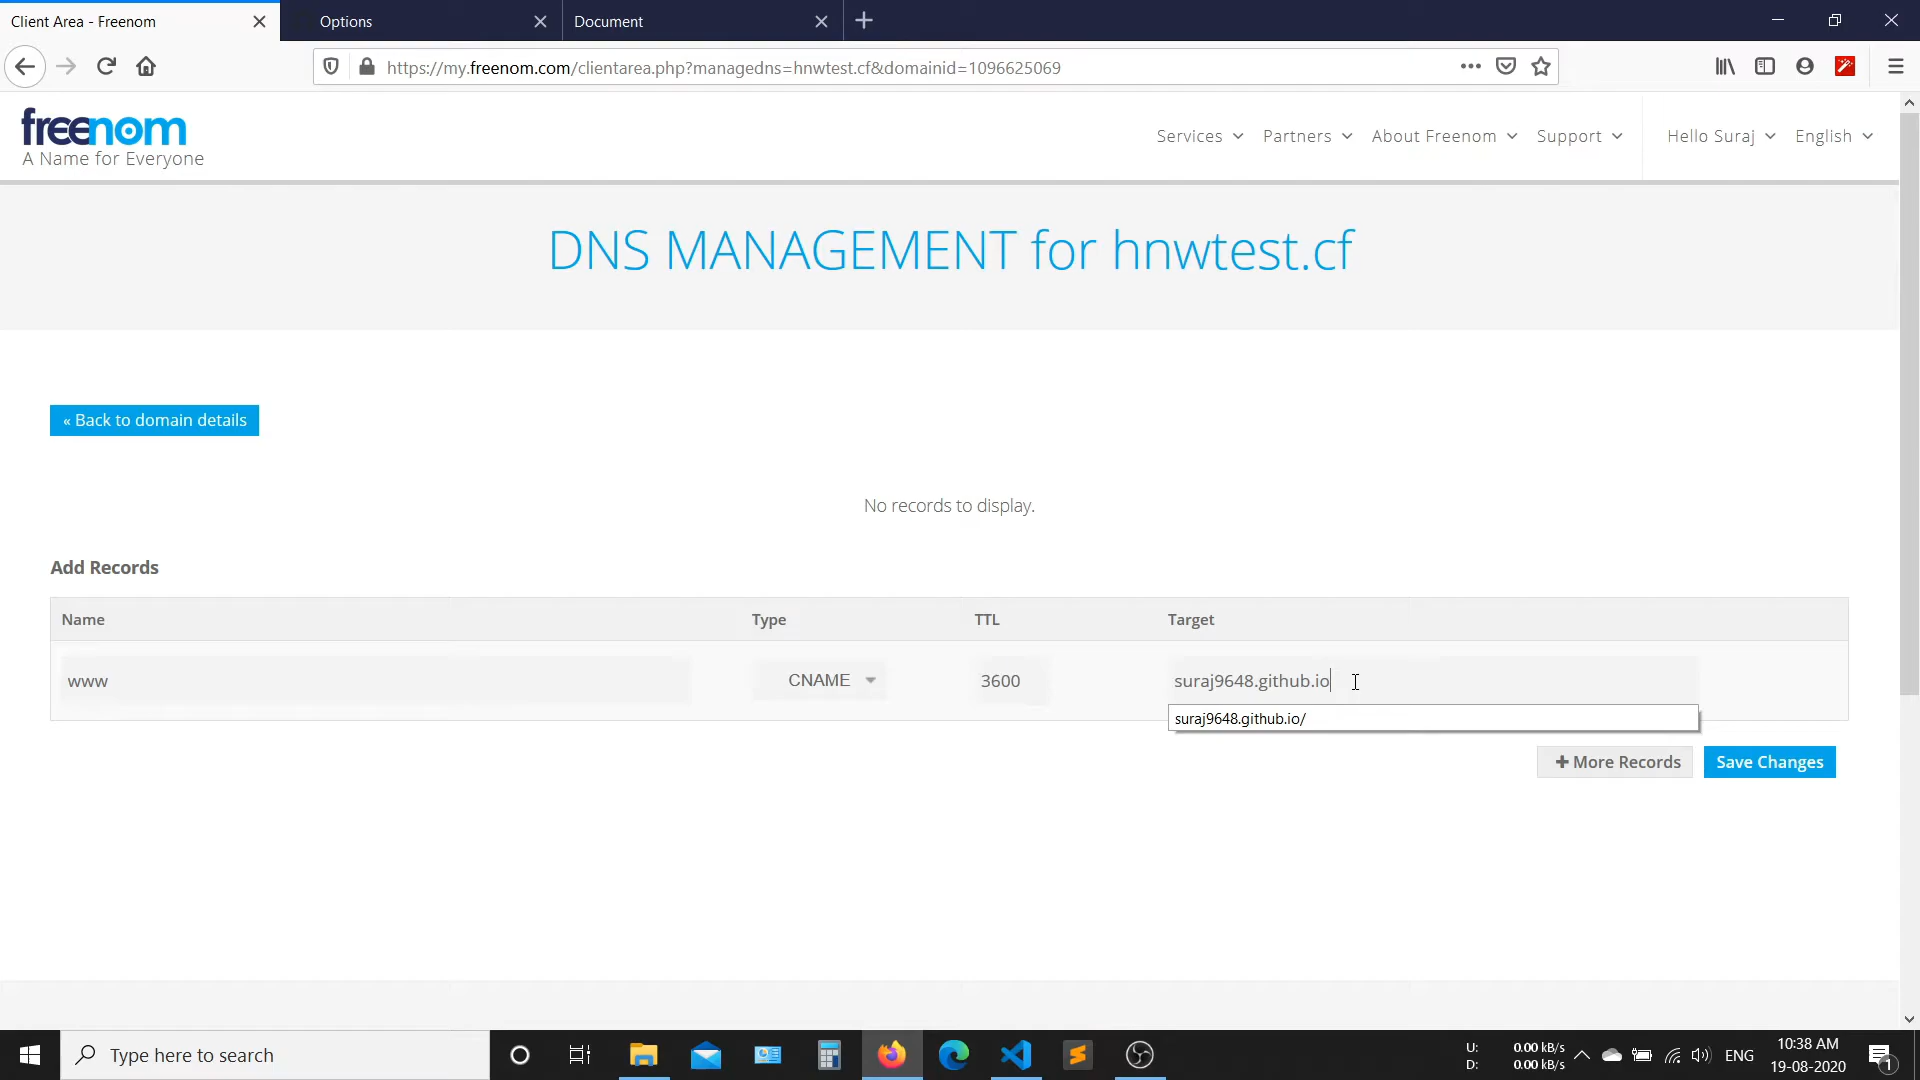 Client Area - Freenom
Options
Document
https://my.freenom.com/clientarea.php?managedns=hnwtest.cf&domainid=1096625069
freenom
A Name for Everyone
Services
Partners
About Freenom
Support
Hello Suraj
English
DNS MANAGEMENT for hnwtest.cf
« Back to domain details
No records to display.
Add Records
Name
Type
TTL
Target
www
CNAME
3600
suraj9648.github.io
suraj9648.github.io/
+ More Records
Save Changes
Type here to search
U:
D:
0.00 kB/s
0.00 kB/s
ENG
10:38 AM
19-08-2020
1